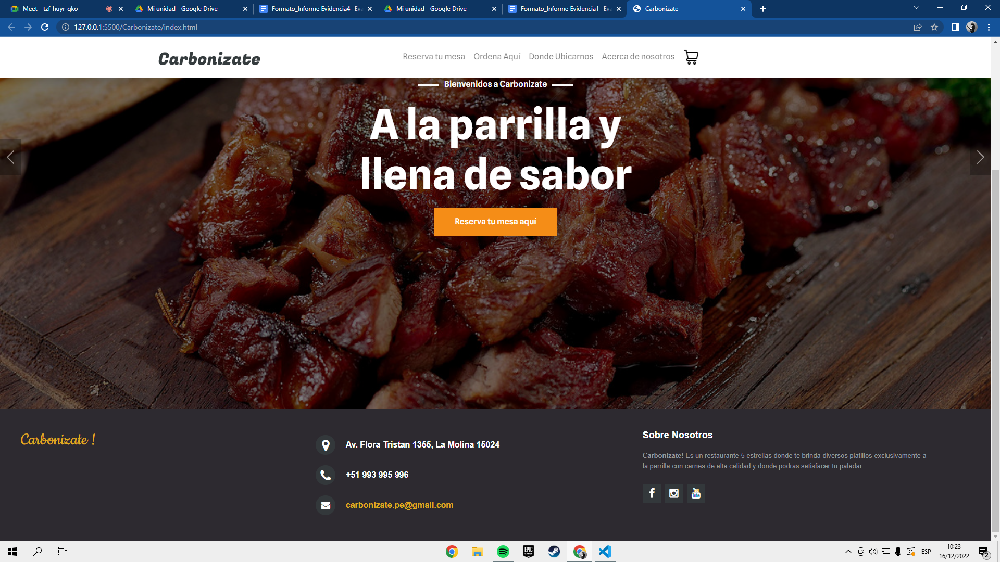 Meet - tzf-huyr-qko
Mi unidad - Google Drive
Formato_Informe Evidencia4 -Eva
Mi unidad - Google Drive
Formato_Informe Evidencia1 -Eva
Carbonizate
127.0.0.1:5500/Carbonizate/index.html
Carbonizate
Reserva tu mesa
Ordena Aquí
Donde Ubicarnos
Acerca de nosotros
Bienvenidos a Carbonizate
A la parrilla y
llena de sabor
Reserva tu mesa aquí
Carbonizate !
Av. Flora Tristan 1355, La Molina 15024
+51 993 995 996
carbonizate.pe@gmail.com
Sobre Nosotros
Carbonizate! Es un restaurante 5 estrellas donde te brinda diversos platillos exclusivamente a
la parrilla con carnes de alta calidad y donde podras satisfacer tu paladar.
You
Tube
EPIC
GAMES
ESP
10:23
16/12/2022
2